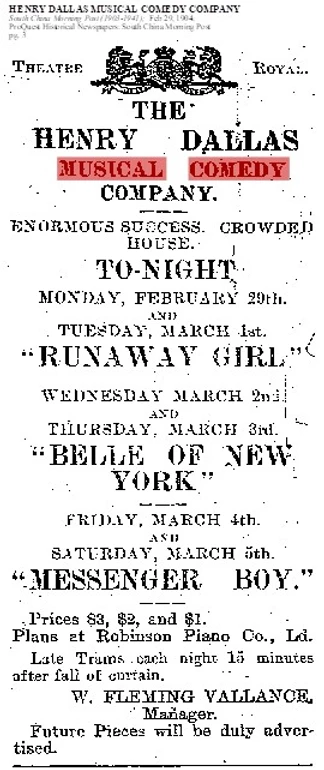 HENRY DALLAS MUSICAL COMEDY COMPANY
South China Morning Post (1903-1941); Feb 29, 1904;
ProQuest Historical Newspapers: South China Morning Post
pg. 3
THEATRE ROYAL.
THE
HENRY DALLAS
MUSICAL COMEDY
COMPANY.
ENORMOUS SUCCESS. CROWDED
HOUSE.
TO-NIGHT
MONDAY, FEBRUARY 29th.
AND
TUESDAY, MARCH 1st.
"RUNAWAY GIRL"
WEDNESDAY MARCH 2nd
AND
THURSDAY, MARCH 3rd.
"BELLE OF NEW
YORK"
FRIDAY, MARCH 4th.
AND
SATURDAY, MARCH 5th.
"MESSENGER BOY."
Prices $3, $2, and $1.
Plans at Robinson Piano Co., Ld.
Late Trams each night 15 minutes
after fall of curtain.
W. FLEMING VALLANCE,
Manager.
Future Pieces will be duly adver-
tised.